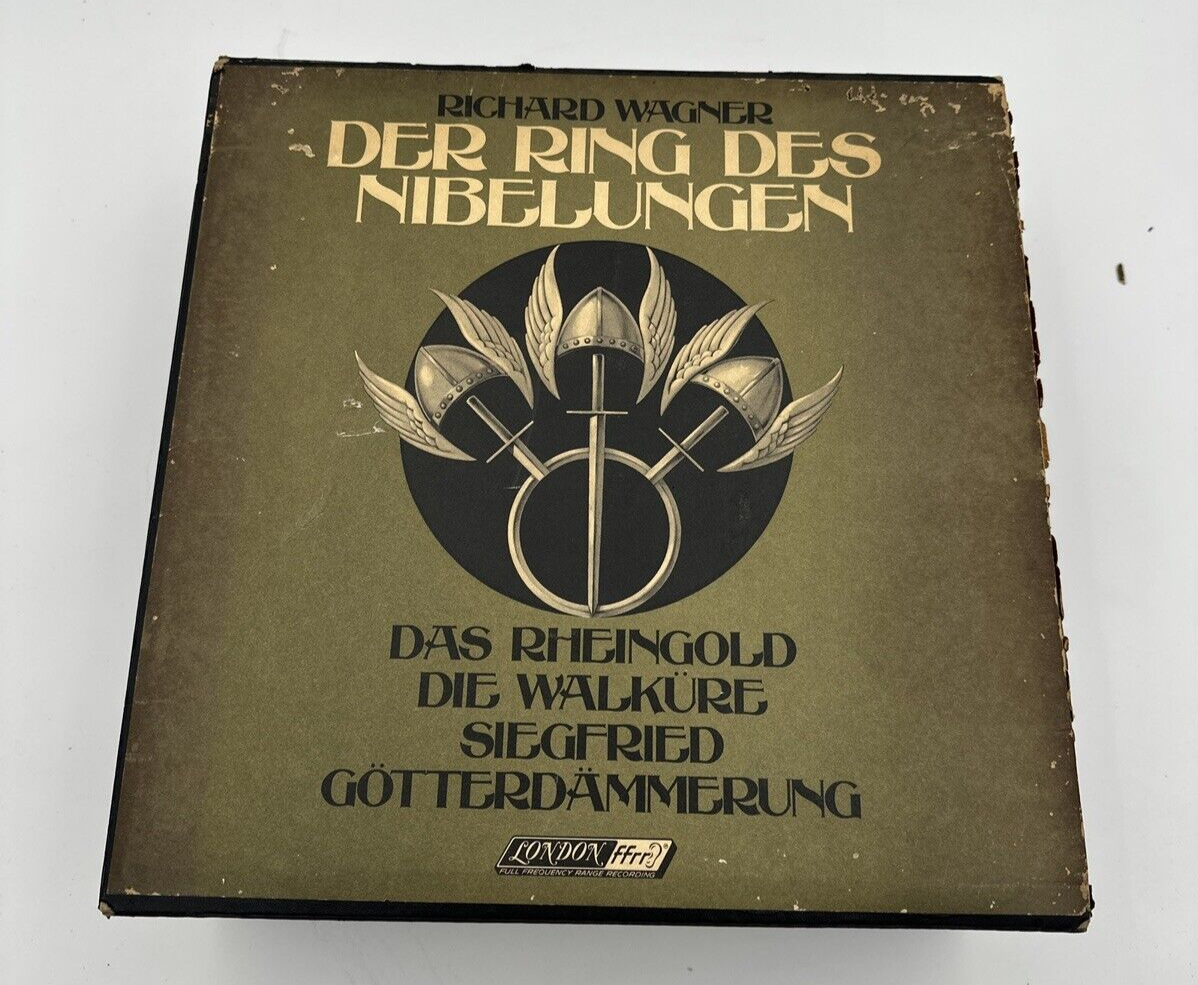 RICHARD WAGNER
DER RING DES
NIBELUNGEN
DAS RHEINGOLD
DIE WALKÜRE
SIEGFRIED
GÖTTERDÄMMERUNG
LONDON ffrr®
FULL FREQUENCY RANGE RECORDING